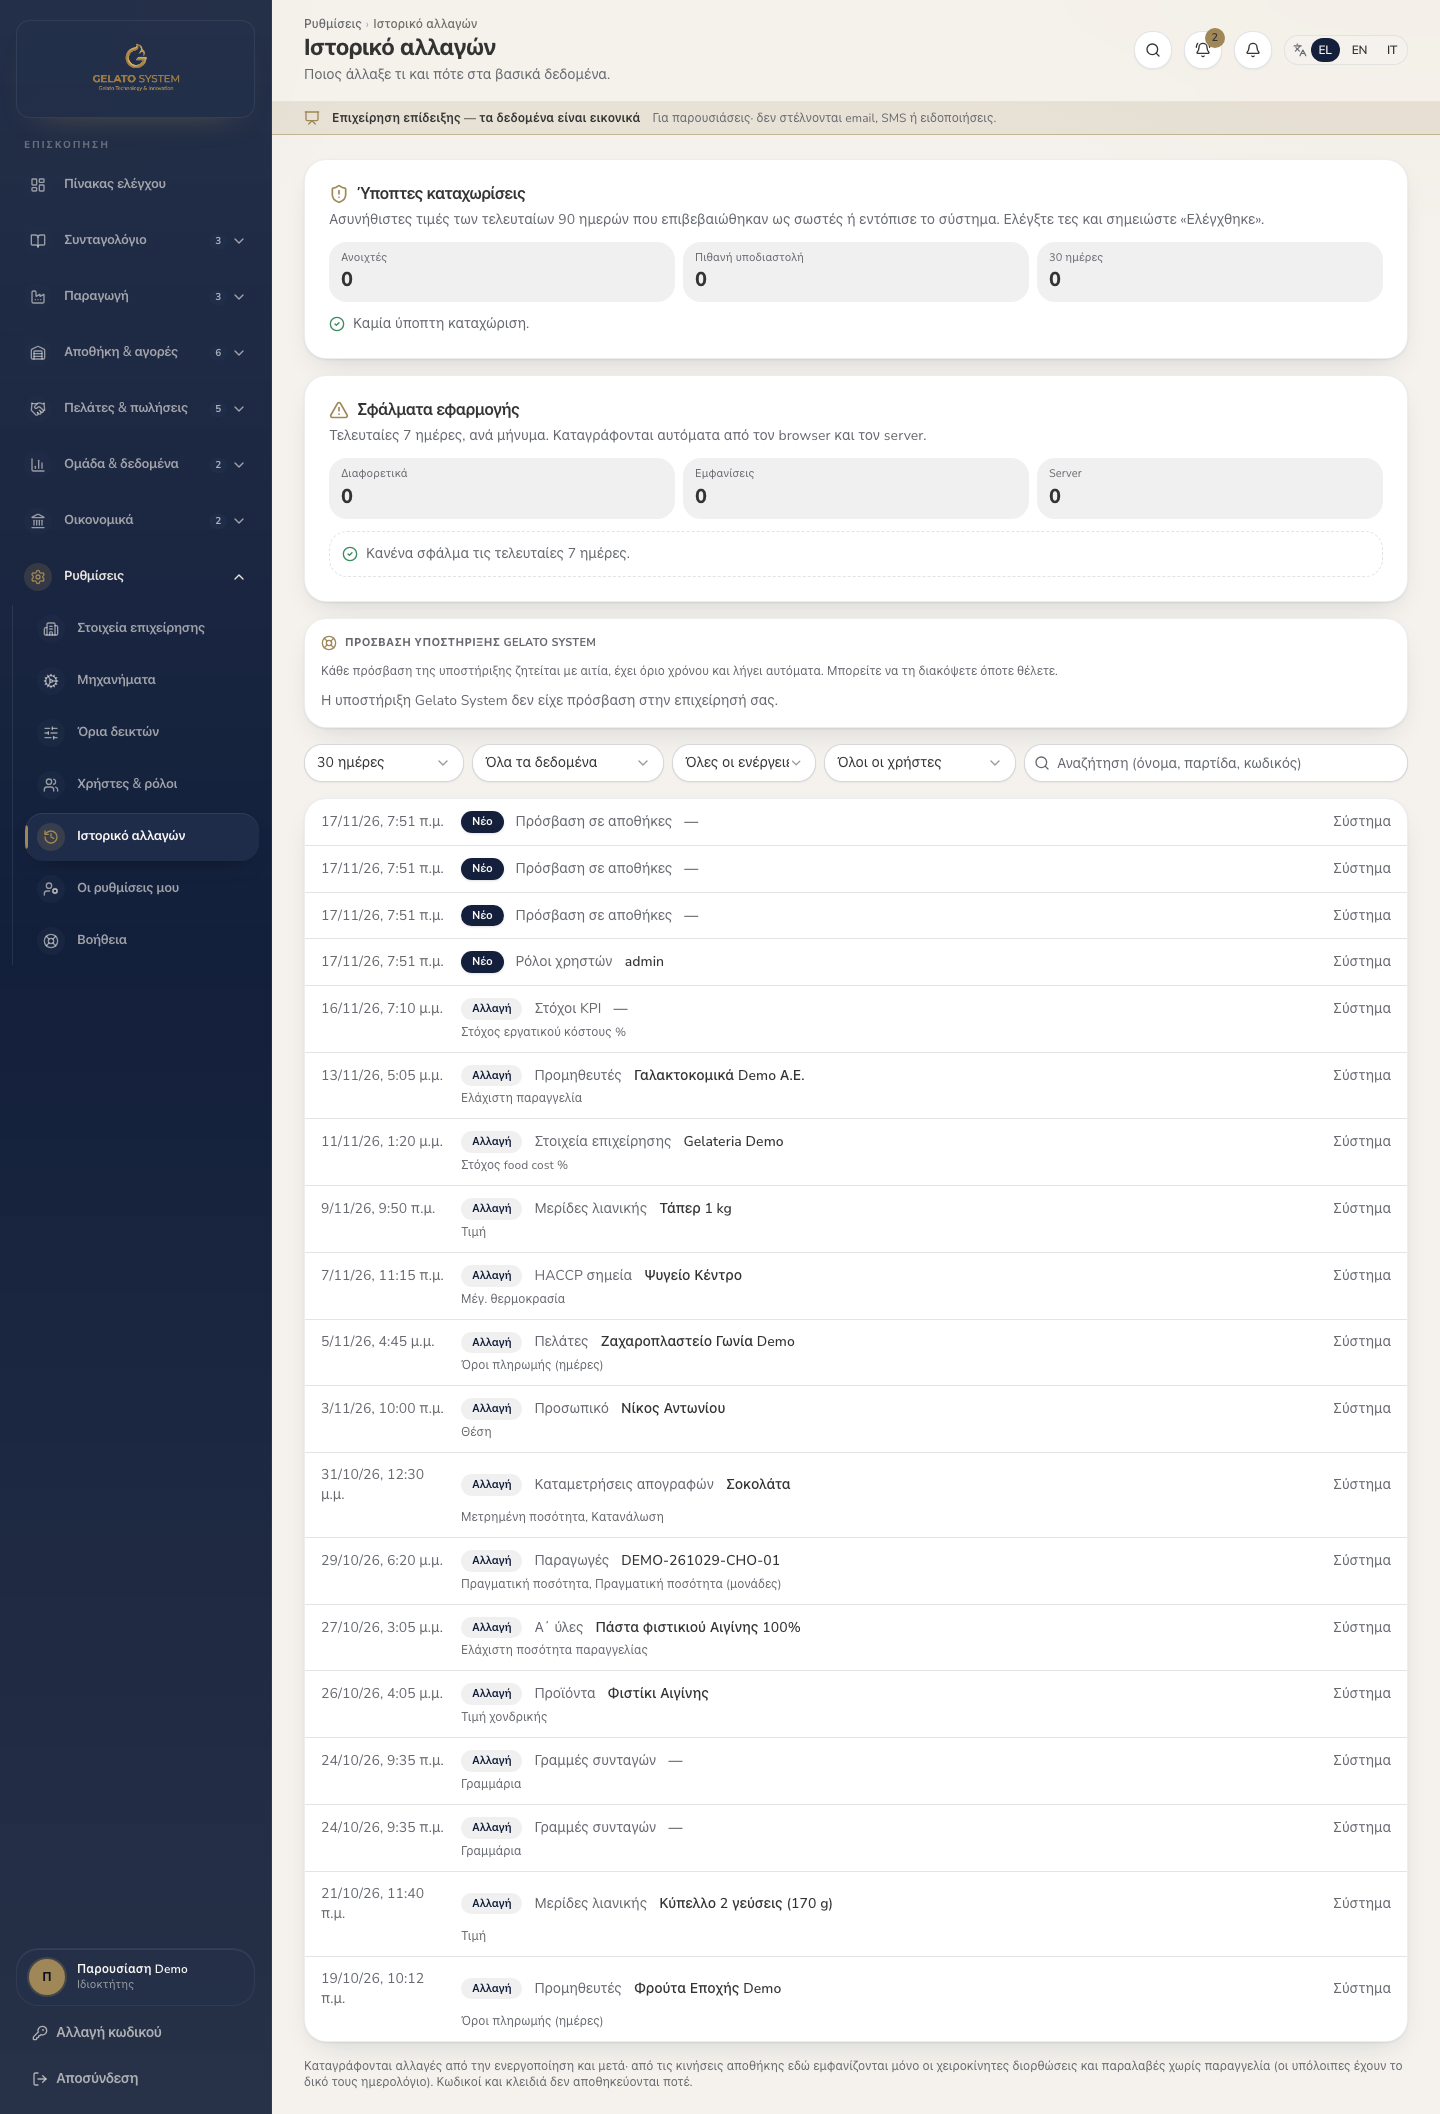 GELATO SYSTEM
Gelato Technology & Innovation
ΕΠΙΣΚΟΠΗΣΗ
Πίνακας ελέγχου
Συνταγολόγιο 3
Παραγωγή 3
Αποθήκη & αγορές 6
Πελάτες & πωλήσεις 5
Ομάδα & δεδομένα 2
Οικονομικά 2
Ρυθμίσεις
Στοιχεία επιχείρησης
Μηχανήματα
Όρια δεικτών
Χρήστες & ρόλοι
Ιστορικό αλλαγών
Οι ρυθμίσεις μου
Βοήθεια
Π
Παρουσίαση Demo
Ιδιοκτήτης
Αλλαγή κωδικού
Αποσύνδεση
Ρυθμίσεις › Ιστορικό αλλαγών
Ιστορικό αλλαγών
Ποιος άλλαξε τι και πότε στα βασικά δεδομένα.
2
EL EN IT
Επιχείρηση επίδειξης — τα δεδομένα είναι εικονικά Για παρουσιάσεις· δεν στέλνονται email, SMS ή ειδοποιήσεις.
Ύποπτες καταχωρίσεις
Ασυνήθιστες τιμές των τελευταίων 90 ημερών που επιβεβαιώθηκαν ως σωστές ή εντόπισε το σύστημα. Ελέγξτε τες και σημειώστε «Ελέγχθηκε».
Ανοιχτές Πιθανή υποδιαστολή 30 ημέρες
0 0 0
Καμία ύποπτη καταχώριση.
Σφάλματα εφαρμογής
Τελευταίες 7 ημέρες, ανά μήνυμα. Καταγράφονται αυτόματα από τον browser και τον server.
Διαφορετικά Εμφανίσεις Server
0 0 0
Κανένα σφάλμα τις τελευταίες 7 ημέρες.
ΠΡΟΣΒΑΣΗ ΥΠΟΣΤΗΡΙΞΗΣ GELATO SYSTEM
Κάθε πρόσβαση της υποστήριξης ζητείται με αιτία, έχει όριο χρόνου και λήγει αυτόματα. Μπορείτε να τη διακόψετε όποτε θέλετε.
Η υποστήριξη Gelato System δεν είχε πρόσβαση στην επιχείρησή σας.
30 ημέρες Όλα τα δεδομένα Όλες οι ενέργει Όλοι οι χρήστες Αναζήτηση (όνομα, παρτίδα, κωδικός)
17/11/26, 7:51 π.μ. Νέο Πρόσβαση σε αποθήκες — Σύστημα
17/11/26, 7:51 π.μ. Νέο Πρόσβαση σε αποθήκες — Σύστημα
17/11/26, 7:51 π.μ. Νέο Πρόσβαση σε αποθήκες — Σύστημα
17/11/26, 7:51 π.μ. Νέο Ρόλοι χρηστών admin Σύστημα
16/11/26, 7:10 μ.μ. Αλλαγή Στόχοι KPI — Σύστημα
Στόχος εργατικού κόστους %
13/11/26, 5:05 μ.μ. Αλλαγή Προμηθευτές Γαλακτοκομικά Demo Α.Ε. Σύστημα
Ελάχιστη παραγγελία
11/11/26, 1:20 μ.μ. Αλλαγή Στοιχεία επιχείρησης Gelateria Demo Σύστημα
Στόχος food cost %
9/11/26, 9:50 π.μ. Αλλαγή Μερίδες λιανικής Τάπερ 1 kg Σύστημα
Τιμή
7/11/26, 11:15 π.μ. Αλλαγή HACCP σημεία Ψυγείο Κέντρο Σύστημα
Μέγ. θερμοκρασία
5/11/26, 4:45 μ.μ. Αλλαγή Πελάτες Ζαχαροπλαστείο Γωνία Demo Σύστημα
Όροι πληρωμής (ημέρες)
3/11/26, 10:00 π.μ. Αλλαγή Προσωπικό Νίκος Αντωνίου Σύστημα
Θέση
31/10/26, 12:30
μ.μ. Αλλαγή Καταμετρήσεις απογραφών Σοκολάτα Σύστημα
Μετρημένη ποσότητα, Κατανάλωση
29/10/26, 6:20 μ.μ. Αλλαγή Παραγωγές DEMO-261029-CHO-01 Σύστημα
Πραγματική ποσότητα, Πραγματική ποσότητα (μονάδες)
27/10/26, 3:05 μ.μ. Αλλαγή Α΄ ύλες Πάστα φιστικιού Αιγίνης 100% Σύστημα
Ελάχιστη ποσότητα παραγγελίας
26/10/26, 4:05 μ.μ. Αλλαγή Προϊόντα Φιστίκι Αιγίνης Σύστημα
Τιμή χονδρικής
24/10/26, 9:35 π.μ. Αλλαγή Γραμμές συνταγών — Σύστημα
Γραμμάρια
24/10/26, 9:35 π.μ. Αλλαγή Γραμμές συνταγών — Σύστημα
Γραμμάρια
21/10/26, 11:40
π.μ. Αλλαγή Μερίδες λιανικής Κύπελλο 2 γεύσεις (170 g) Σύστημα
Τιμή
19/10/26, 10:12
π.μ. Αλλαγή Προμηθευτές Φρούτα Εποχής Demo Σύστημα
Όροι πληρωμής (ημέρες)
Καταγράφονται αλλαγές από την ενεργοποίηση και μετά· από τις κινήσεις αποθήκης εδώ εμφανίζονται μόνο οι χειροκίνητες διορθώσεις και παραλαβές χωρίς παραγγελία (οι υπόλοιπες έχουν το
δικό τους ημερολόγιο). Κωδικοί και κλειδιά δεν αποθηκεύονται ποτέ.